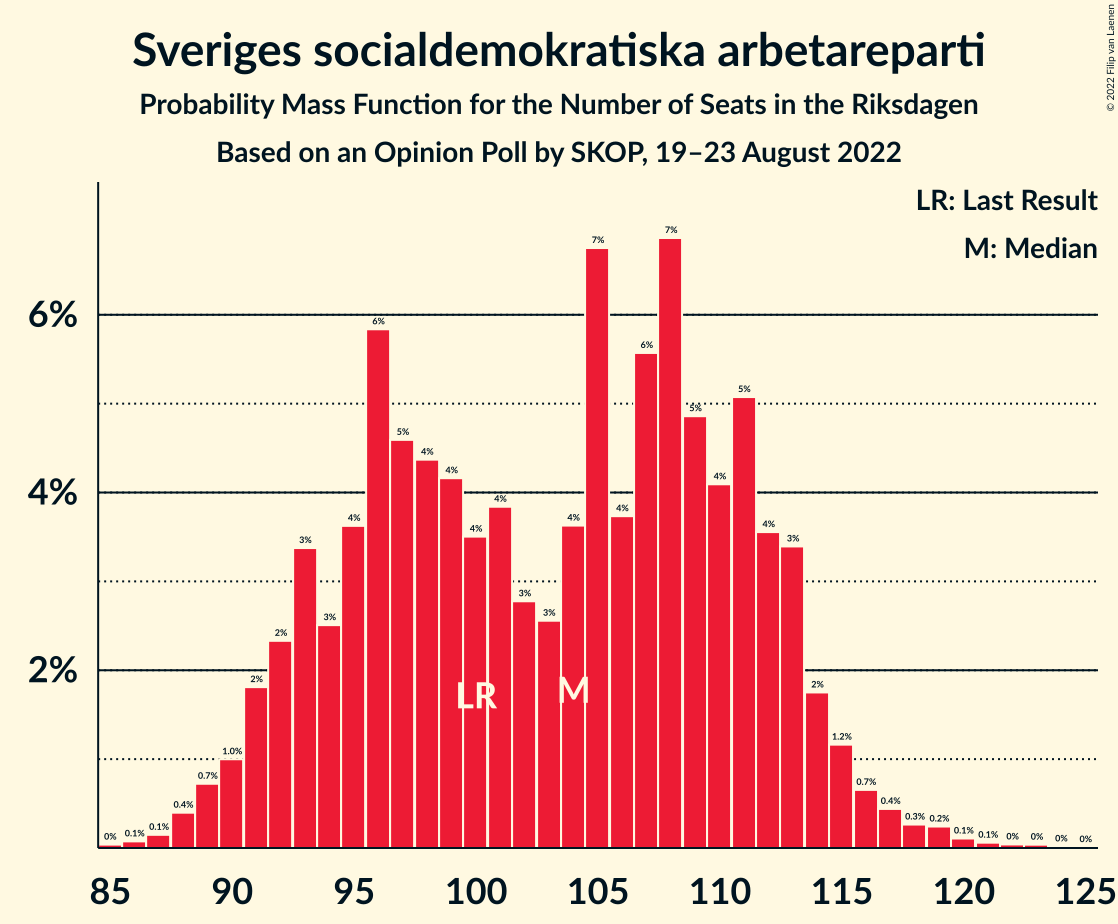 Sveriges socialdemokratiska arbetareparti
Probability Mass Function for the Number of Seats in the Riksdagen
Based on an Opinion Poll by SKOP, 19–23 August 2022
© 2022 Filip van Laenen
LR: Last Result
M: Median
6%
4%
2%
0% 0.1% 0.1% 0.4% 0.7% 1.0% 2% 2% 3% 3% 4% 6% 5% 4% 4% 4% 4% 3% 3% 4% 7% 4% 6% 7% 5% 4% 5% 4% 3% 2% 1.2% 0.7% 0.4% 0.3% 0.2% 0.1% 0.1% 0% 0% 0% 0%
LR M
85 90 95 100 105 110 115 120 125